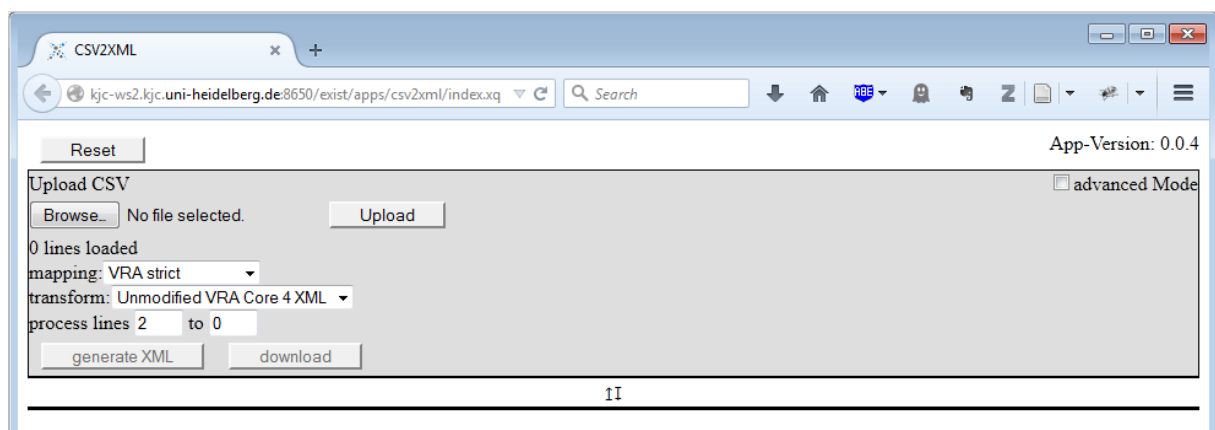 CSV2XML
kjc-ws2.kjc.uni-heidelberg.de:8650/exist/apps/csv2xml/index.xq
Search
ABE
Z
Reset
App-Version: 0.0.4
Upload CSV
advanced Mode
Browse...
No file selected.
Upload
0 lines loaded
mapping: VRA strict
transform: Unmodified VRA Core 4 XML
process lines 2 to 0
generate XML
download